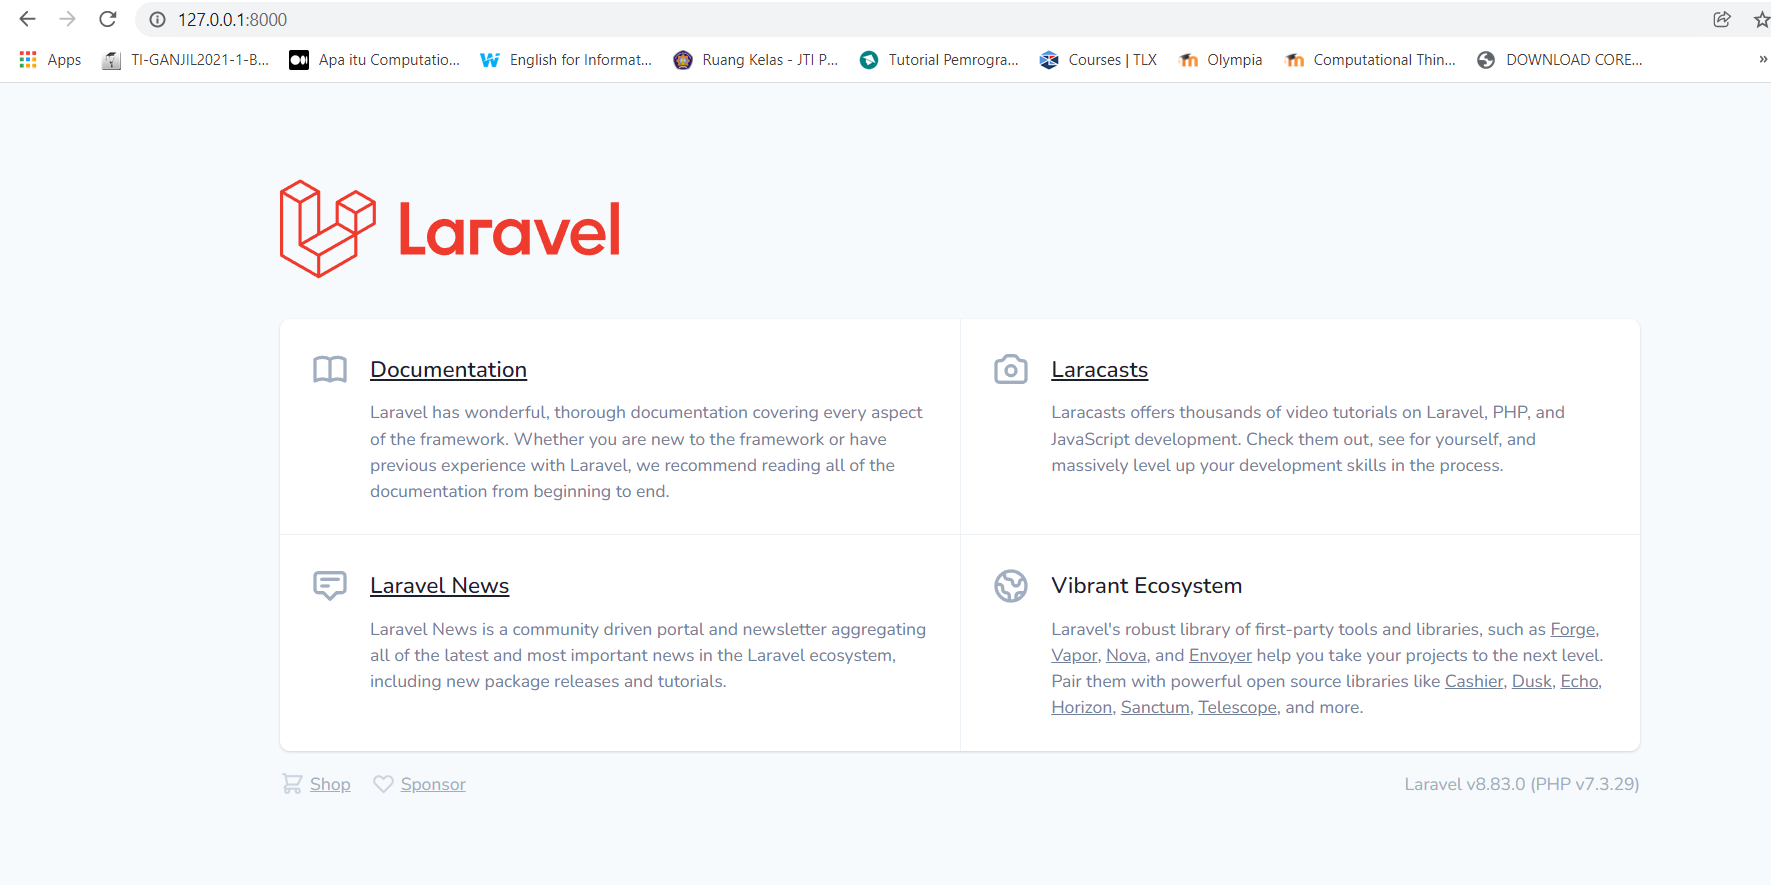 127.0.0.1:8000
Apps TI-GANJIL2021-1-B... Apa itu Computatio... English for Informat... Ruang Kelas - JTI P... Tutorial Pemrogra... Courses | TLX Olympia Computational Thin... DOWNLOAD CORE... »
Laravel
Documentation
Laravel has wonderful, thorough documentation covering every aspect
of the framework. Whether you are new to the framework or have
previous experience with Laravel, we recommend reading all of the
documentation from beginning to end.
Laracasts
Laracasts offers thousands of video tutorials on Laravel, PHP, and
JavaScript development. Check them out, see for yourself, and
massively level up your development skills in the process.
Laravel News
Laravel News is a community driven portal and newsletter aggregating
all of the latest and most important news in the Laravel ecosystem,
including new package releases and tutorials.
Vibrant Ecosystem
Laravel's robust library of first-party tools and libraries, such as Forge,
Vapor, Nova, and Envoyer help you take your projects to the next level.
Pair them with powerful open source libraries like Cashier, Dusk, Echo,
Horizon, Sanctum, Telescope, and more.
Shop Sponsor Laravel v8.83.0 (PHP v7.3.29)